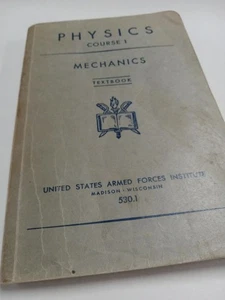 PHYSICS
COURSE I
MECHANICS
TEXTBOOK
UNITED STATES ARMED FORCES INSTITUTE
MADISON · WISCONSIN
530.1